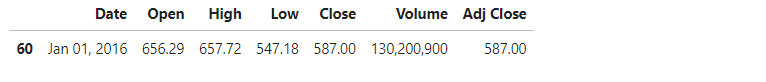 Date Open High Low Close Volume Adj Close
60 Jan 01, 2016 656.29 657.72 547.18 587.00 130,200,900 587.00